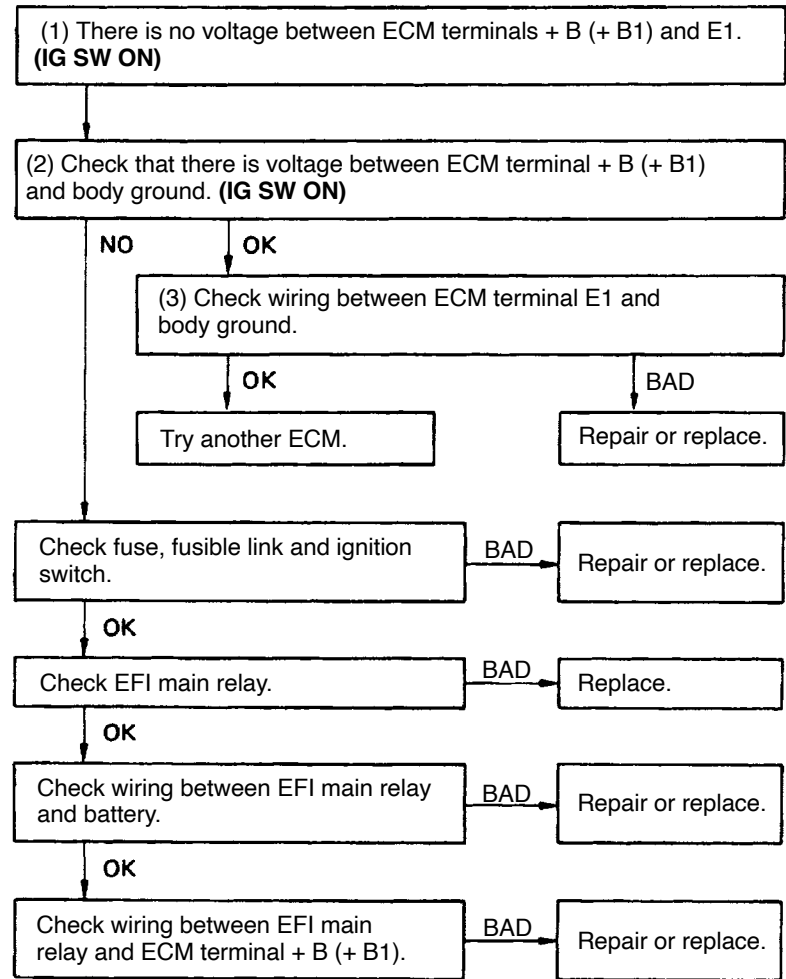 (1) There is no voltage between ECM terminals + B (+ B1) and E1.
(IG SW ON)
(2) Check that there is voltage between ECM terminal + B (+ B1)
and body ground. (IG SW ON)
NO
OK
(3) Check wiring between ECM terminal E1 and
body ground.
OK
BAD
Try another ECM.
Repair or replace.
Check fuse, fusible link and ignition
switch.
BAD
Repair or replace.
OK
Check EFI main relay.
BAD
Replace.
OK
Check wiring between EFI main relay
and battery.
BAD
Repair or replace.
OK
Check wiring between EFI main
relay and ECM terminal + B (+ B1).
BAD
Repair or replace.